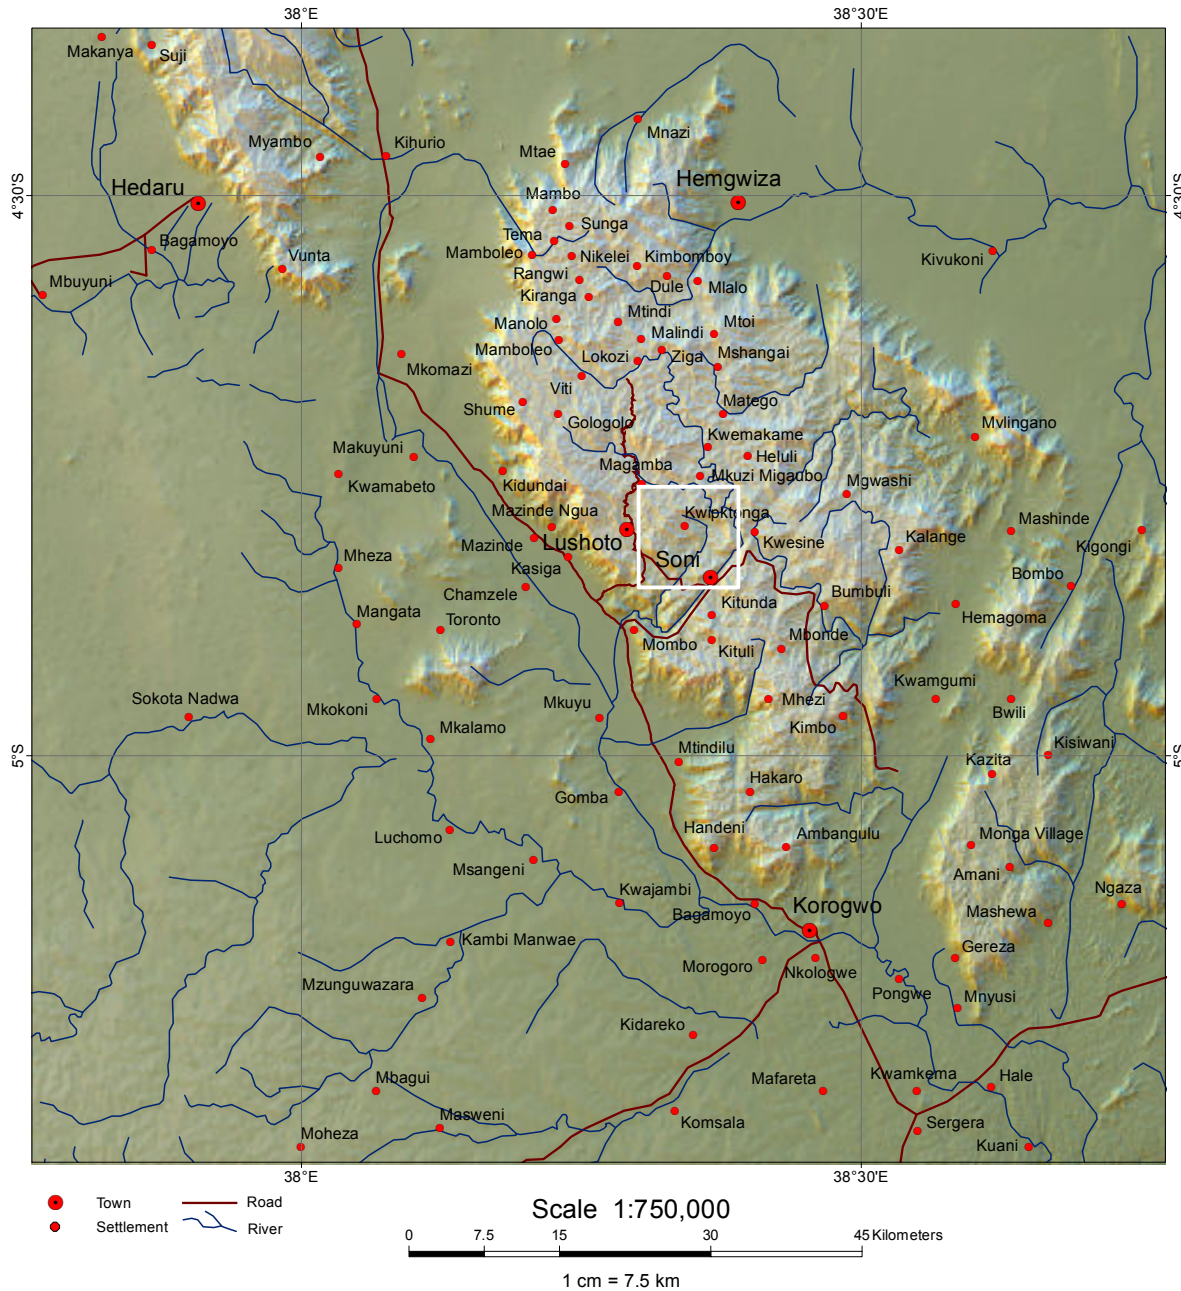 38°E
38°30'E
Makanya
Suji
Mnazi
Myambo
Kihurio
Mtae
Hedaru
Hemgwiza
4°30'S
4°30'S
Mambo
Sunga
Tema
Bagamoyo
Vunta
Mamboleo
Nikelei
Kimbomboy
Kivukoni
Mbuyuni
Rangwi
Dule
Mlalo
Kiranga
Mtindi
Manolo
Malindi
Mtoi
Mamboleo
Lokozi
Ziga
Mshangai
Mkomazi
Viti
Shume
Matego
Gologolo
Mvlingano
Kwemakame
Makuyuni
Heluli
Magamba
Mkuzi Migaubo
Kwamabeto
Kidundai
Mgwashi
Mazinde Ngua
Kwipktonga
Mashinde
Mazinde
Lushoto
Kwesine
Kalange
Kigongi
Mheza
Kasiga
Soni
Bombo
Chamzele
Bumbuli
Mangata
Toronto
Kitunda
Hemagoma
Mombo
Kituli
Mbonde
Sokota Nadwa
Mkokoni
Mkuyu
Mhezi
Kwamgumi
Bwili
Mkalamo
Kimbo
Mtindilu
Kisiwani
5°S
5°S
Kazita
Gomba
Hakaro
Luchomo
Handeni
Ambangulu
Monga Village
Msangeni
Amani
Kwajambi
Bagamoyo
Korogwo
Mashewa
Ngaza
Kambi Manwae
Gereza
Morogoro
Nkologwe
Mzunguwazara
Pongwe
Mnyusi
Kidareko
Mbagui
Mafareta
Kwamkema
Hale
Masweni
Komsala
Sergera
Moheza
Kuani
38°E
38°30'E
Town
Road
Settlement
River
Scale 1:750,000
0 7.5 15 30 45 Kilometers
1 cm = 7.5 km